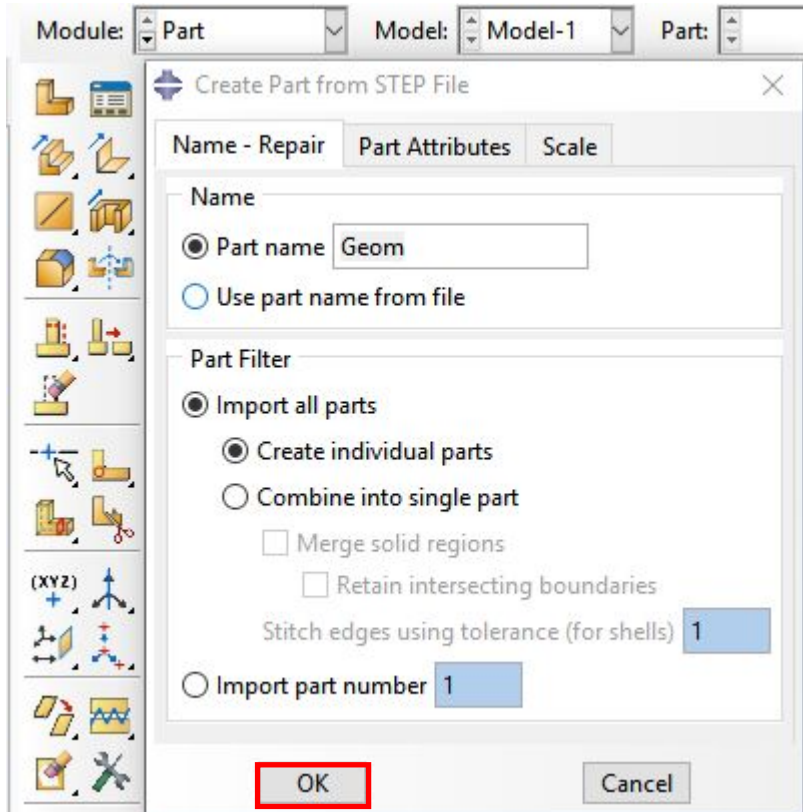 Module: Part Model: Model-1 Part:
Create Part from STEP File
Name - Repair Part Attributes Scale
Name
Part name Geom
Use part name from file
Part Filter
Import all parts
Create individual parts
Combine into single part
Merge solid regions
Retain intersecting boundaries
Stitch edges using tolerance (for shells) 1
(XYZ)
Import part number 1
OK Cancel